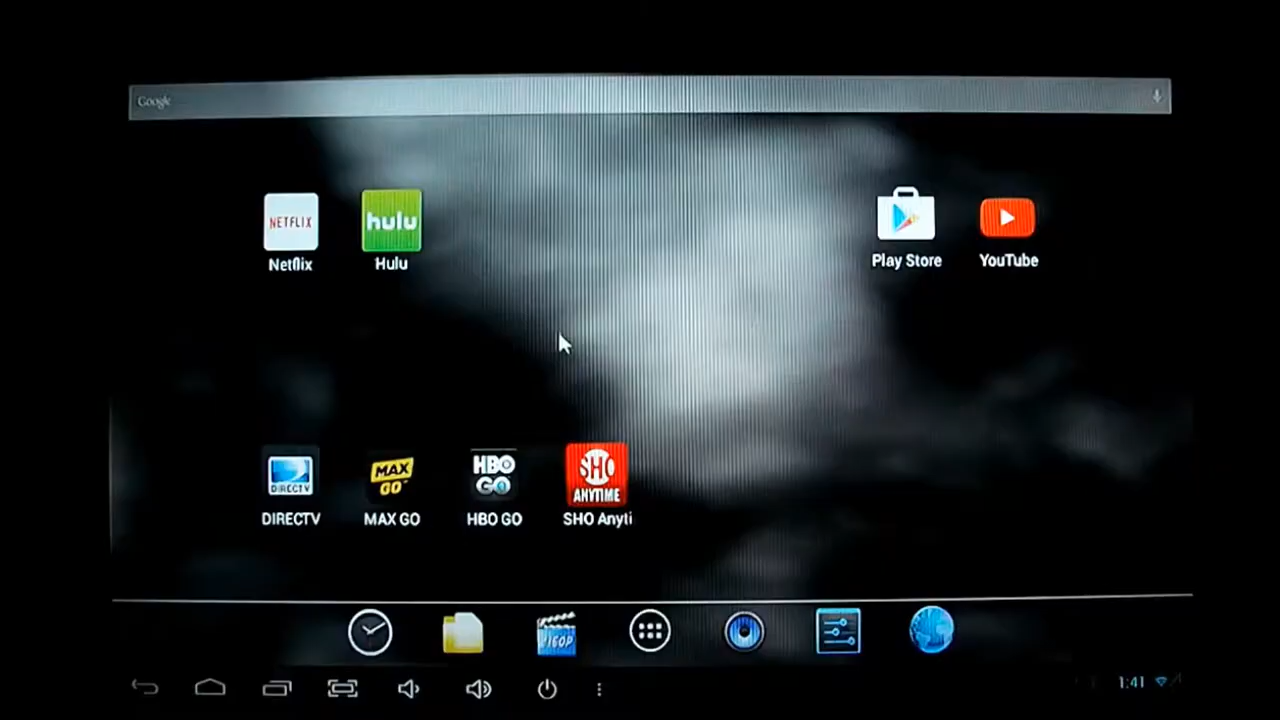 Google
NETFLIX
hulu
Netflix
Hulu
Play Store
YouTube
DIRECTV
MAX
GO
HBO
GO
SHO
ANYTIME
DIRECTV
MAX GO
HBO GO
SHO Anyti
2160P
1:41